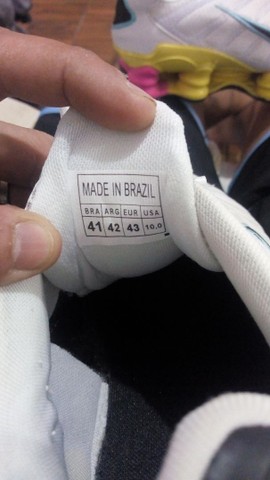 MADE IN BRAZIL
BRA ARG EUR USA
41 42 43 10.0